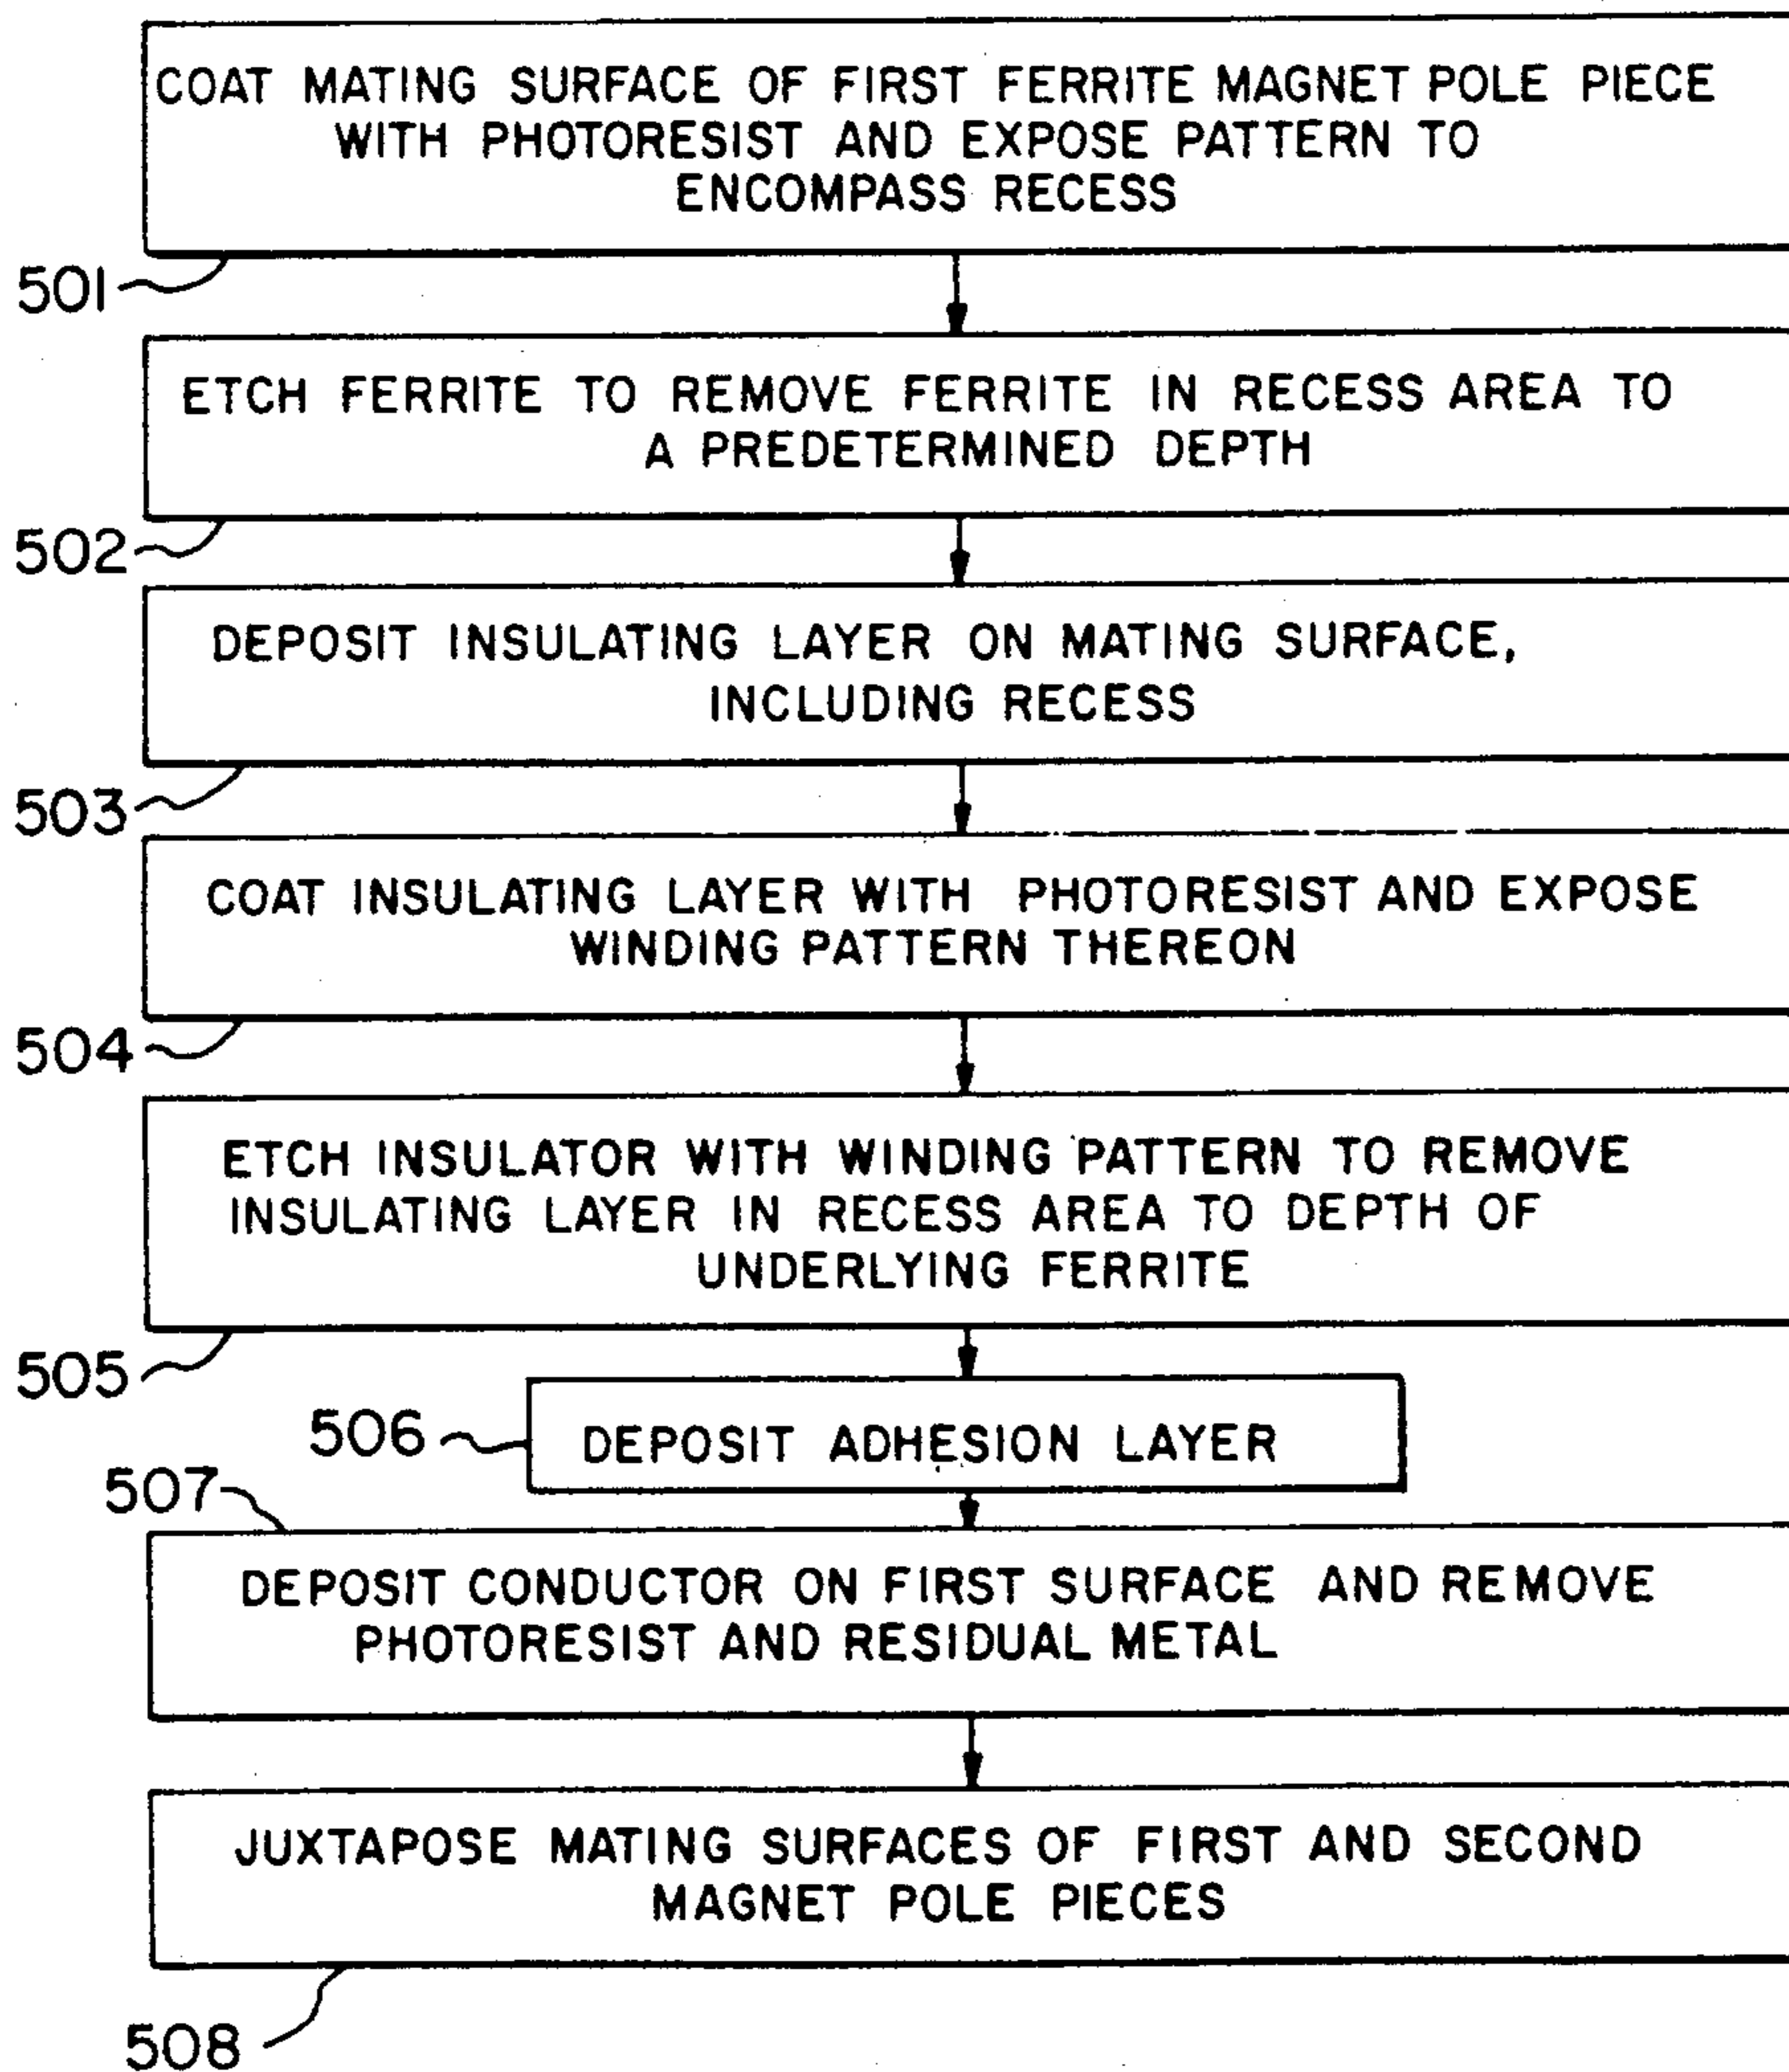 COAT MATING SURFACE OF FIRST FERRITE MAGNET POLE PIECE
WITH PHOTORESIST AND EXPOSE PATTERN TO
ENCOMPASS RECESS
501
ETCH FERRITE TO REMOVE FERRITE IN RECESS AREA TO
A PREDETERMINED DEPTH
502
DEPOSIT INSULATING LAYER ON MATING SURFACE,
INCLUDING RECESS
503
COAT INSULATING LAYER WITH PHOTORESIST AND EXPOSE
WINDING PATTERN THEREON
504
ETCH INSULATOR WITH WINDING PATTERN TO REMOVE
INSULATING LAYER IN RECESS AREA TO DEPTH OF
UNDERLYING FERRITE
505
506 DEPOSIT ADHESION LAYER
507
DEPOSIT CONDUCTOR ON FIRST SURFACE AND REMOVE
PHOTORESIST AND RESIDUAL METAL
JUXTAPOSE MATING SURFACES OF FIRST AND SECOND
MAGNET POLE PIECES
508